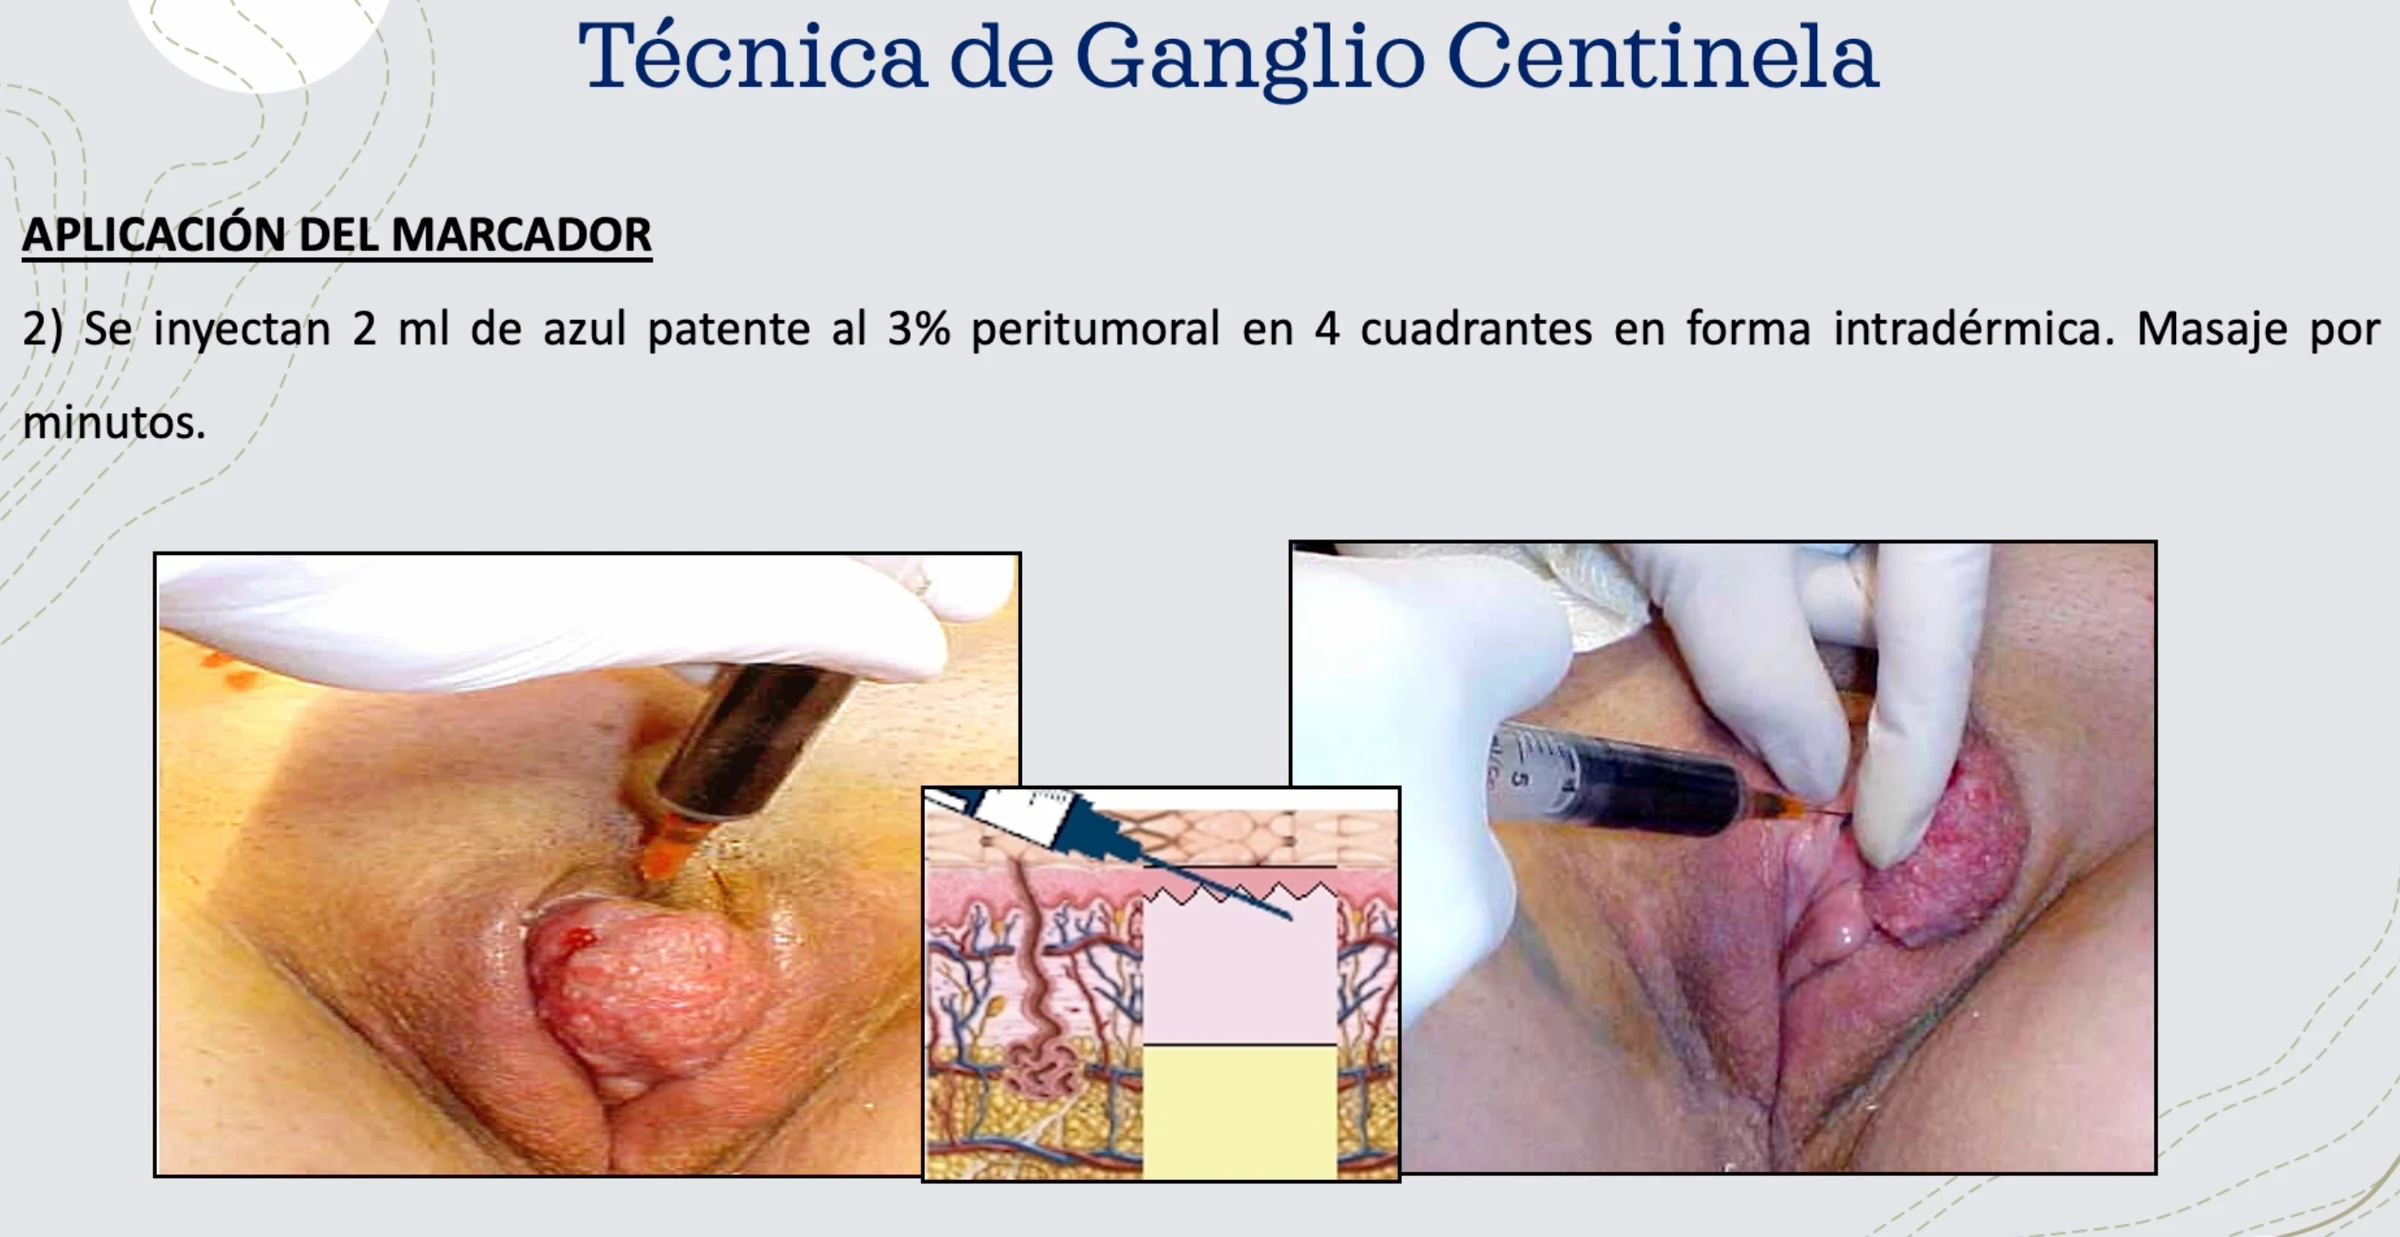 Técnica de Ganglio Centinela
APLICACIÓN DEL MARCADOR
2) Se inyectan 2 ml de azul patente al 3% peritumoral en 4 cuadrantes en forma intradérmica. Masaje por
minutos.
5